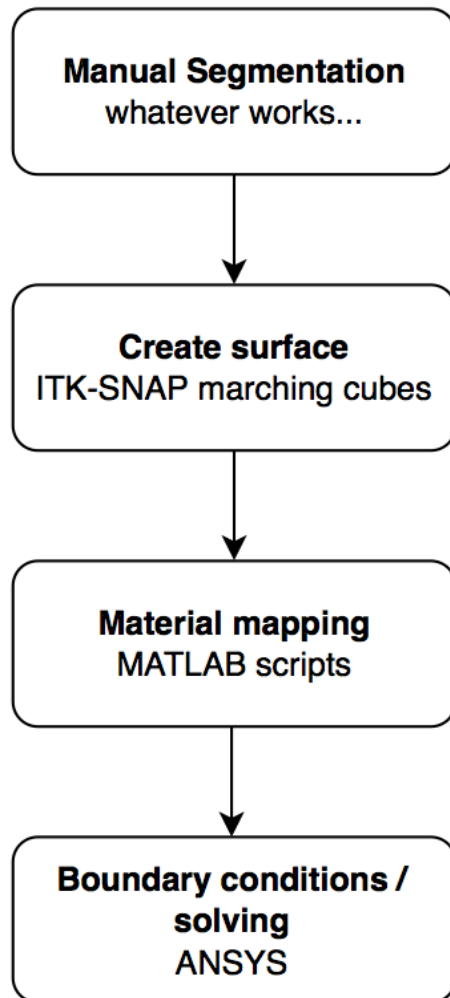 Manual Segmentation
whatever works...
Create surface
ITK-SNAP marching cubes
Material mapping
MATLAB scripts
Boundary conditions /
solving
ANSYS